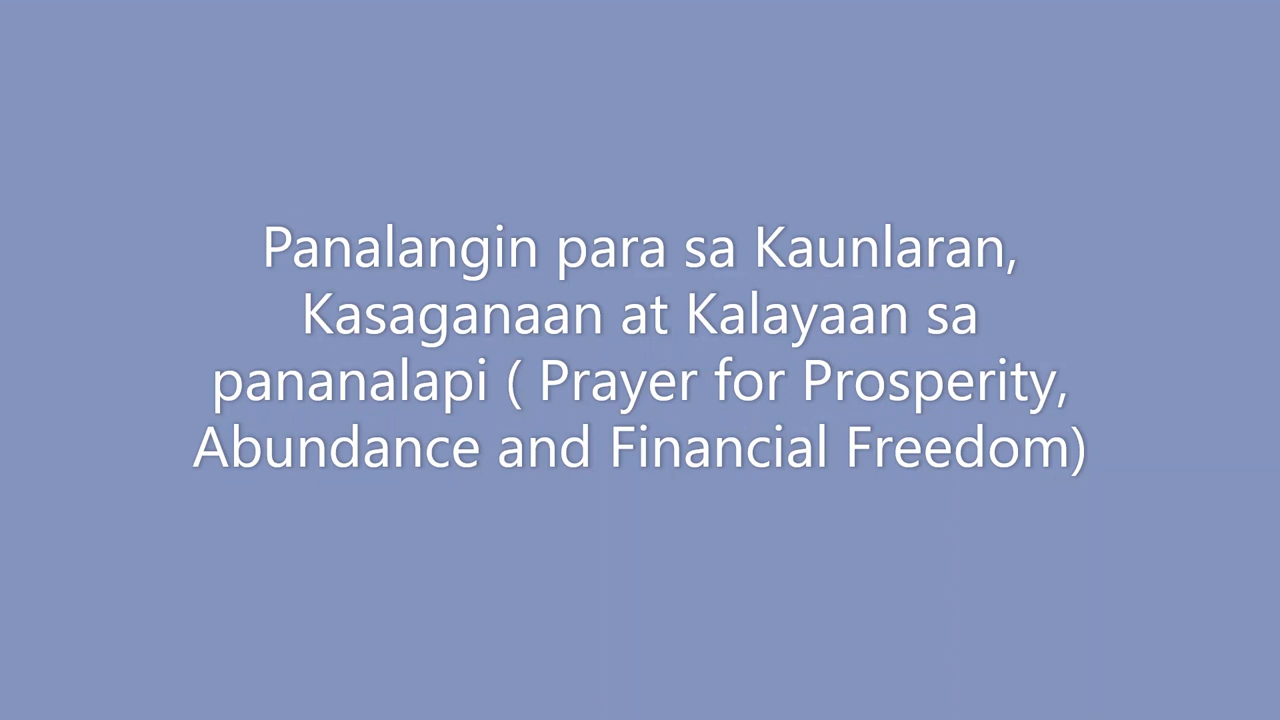 Panalangin para sa Kaunlaran,
Kasaganaan at Kalayaan sa
pananalapi ( Prayer for Prosperity,
Abundance and Financial Freedom)